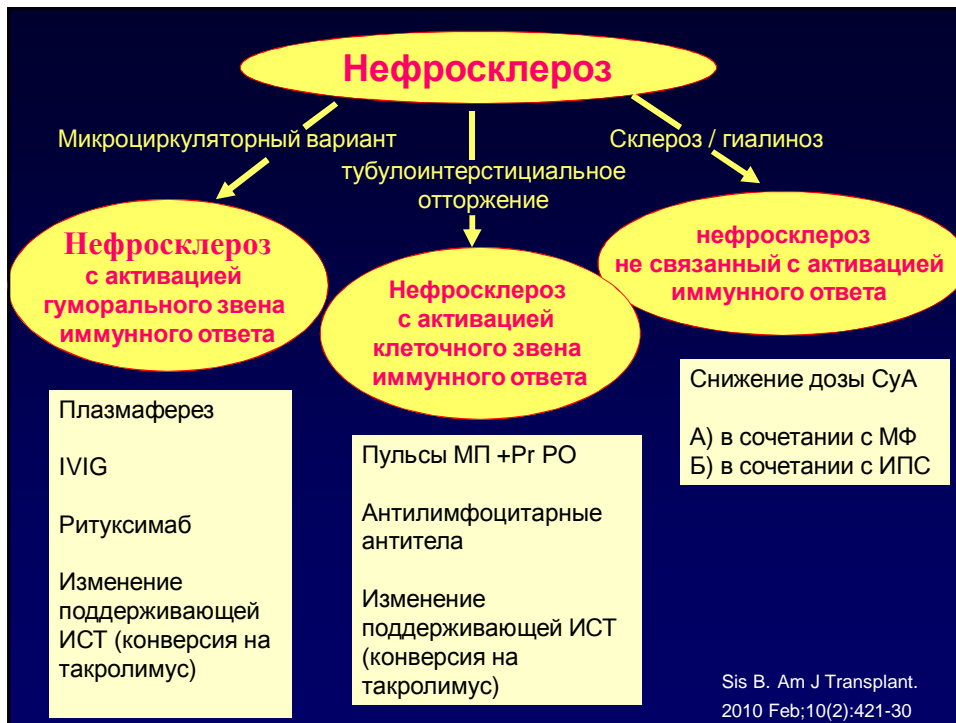 Нефросклероз
Микроциркуляторный вариант
тубулоинтерстициальное
отторжение
Склероз / гиалиноз
Нефросклероз
с активацией
гуморального звена
иммунного ответа
Нефросклероз
с активацией
клеточного звена
иммунного ответа
нефросклероз
не связанный с активацией
иммунного ответа
Плазмаферез
IVIG
Ритуксимаб
Изменение
поддерживающей
ИСТ (конверсия на
такролимус)
Пульсы МП +Pr PO
Антилимфоцитарные
антитела
Изменение
поддерживающей ИСТ
(конверсия на
такролимус)
Снижение дозы СуА
А) в сочетании с МФ
Б) в сочетании с ИПС
Sis B. Am J Transplant.
2010 Feb;10(2):421-30